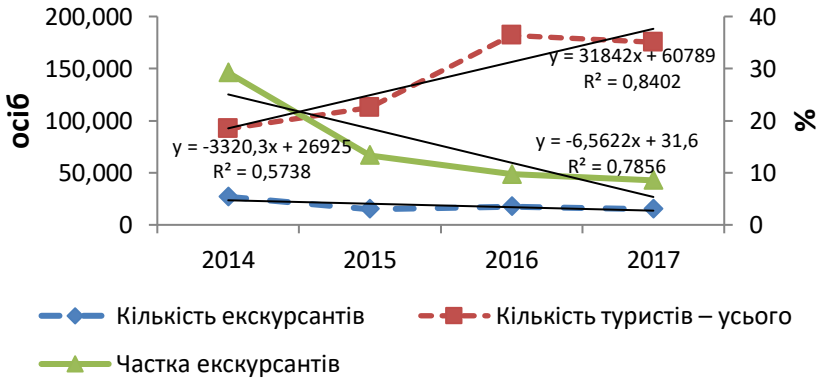 осіб
200,000
150,000
100,000
50,000
0
40
30
20
10
0
%
y = 31842x + 60789
R² = 0,8402
y = -3320,3x + 26925
R² = 0,5738
y = -6,5622x + 31,6
R² = 0,7856
2014 2015 2016 2017
Кількість екскурсантів
Кількість туристів – усього
Частка екскурсантів